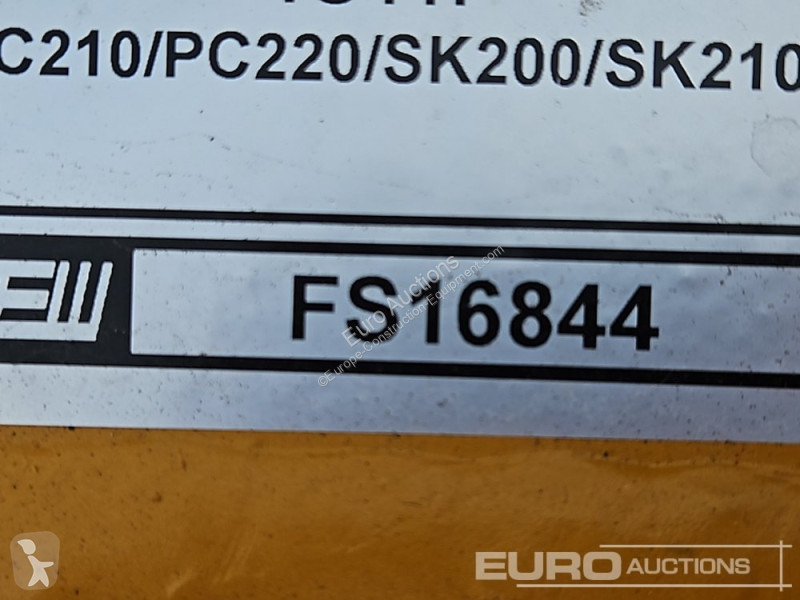 C210/PC220/SK200/SK210
FS16844
Euro Auctions
©Europe-Construction-Equipment.com
EURO AUCTIONS